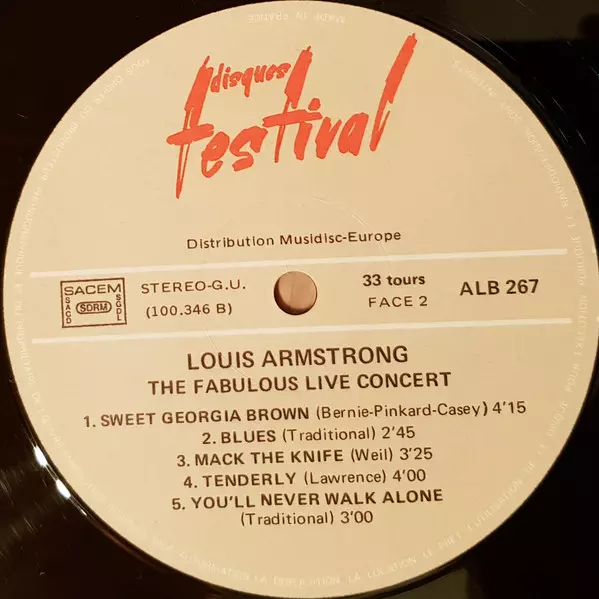 MADE IN FRANCE
disques
festival
Distribution Musidisc-Europe
SACEM
SACD
SDRM
SGDL
STEREO-G.U.
(100.346 B)
33 tours
FACE 2
ALB 267
LOUIS ARMSTRONG
THE FABULOUS LIVE CONCERT
1. SWEET GEORGIA BROWN (Bernie-Pinkard-Casey) 4'15
2. BLUES (Traditional) 2'45
3. MACK THE KNIFE (Weil) 3'25
4. TENDERLY (Lawrence) 4'00
5. YOU'LL NEVER WALK ALONE
(Traditional) 3'00